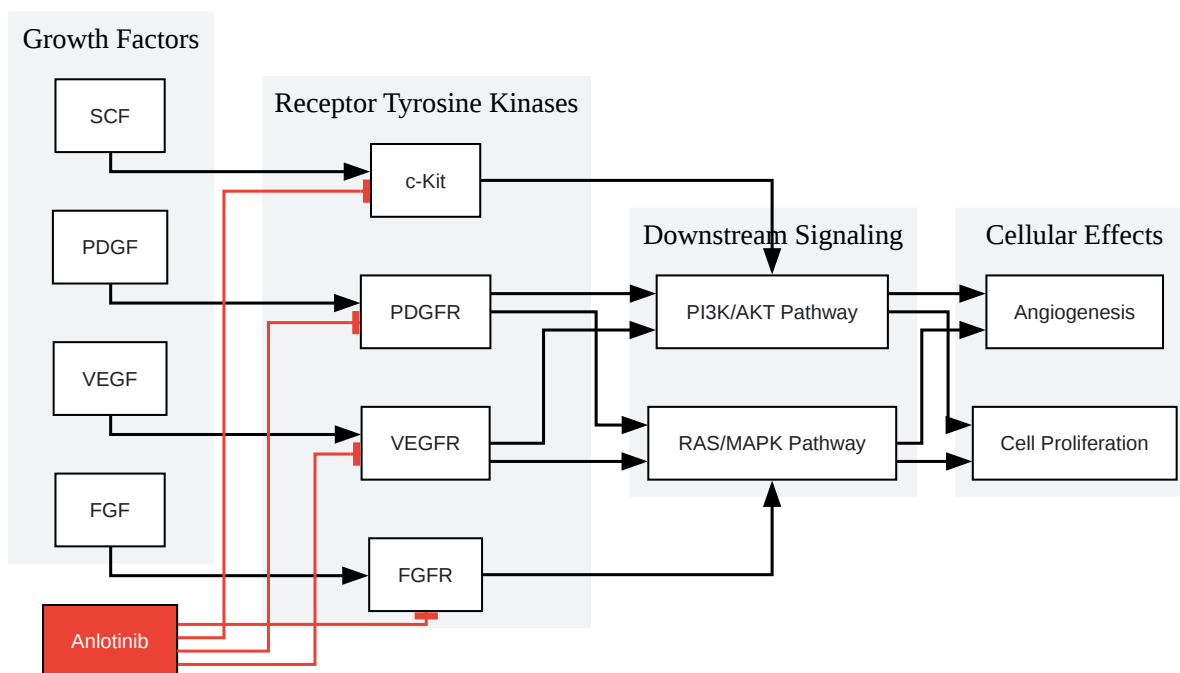 Growth Factors
SCF
PDGF
VEGF
FGF
Anlotinib
Receptor Tyrosine Kinases
c-Kit
PDGFR
VEGFR
FGFR
Downstream Signaling
PI3K/AKT Pathway
RAS/MAPK Pathway
Cellular Effects
Angiogenesis
Cell Proliferation